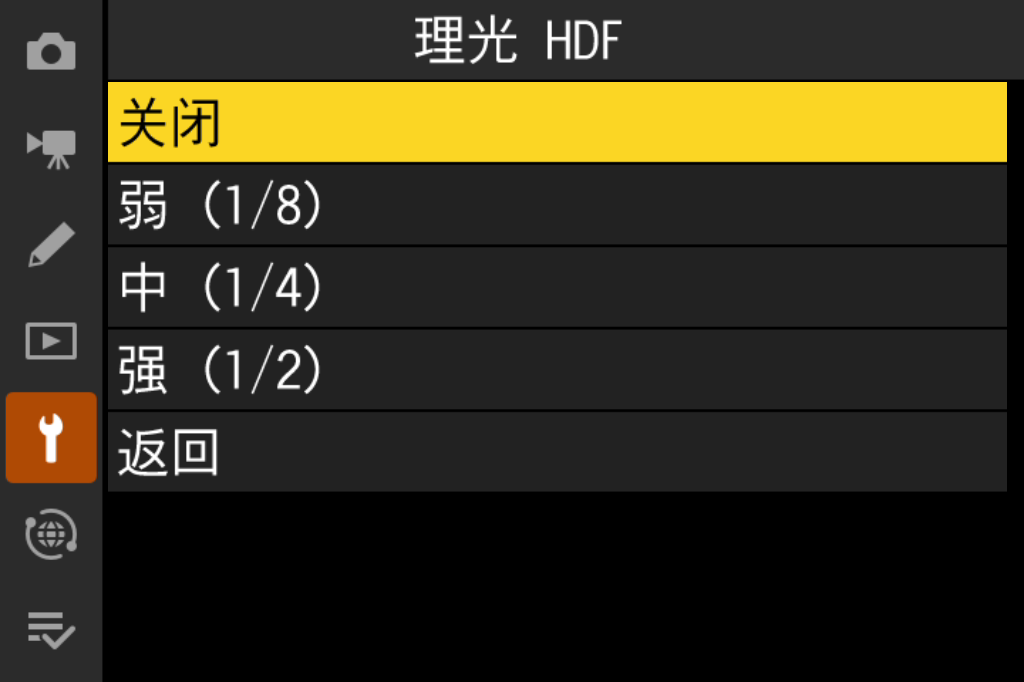 理光 HDF
关闭
弱 (1/8)
中 (1/4)
强 (1/2)
返回